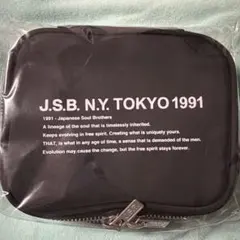 J.S.B. N.Y. TOKYO 1991
1991 - Japanese Soul Brothers
A lineage of the soul that is timelessly inherited.
Keeps evolving in free spirit. Creating what is uniquely yours.
THAT, is what in any age of time, a sense that is demanded of the man.
Evolution may cause the change, but the free spirit stays forever.